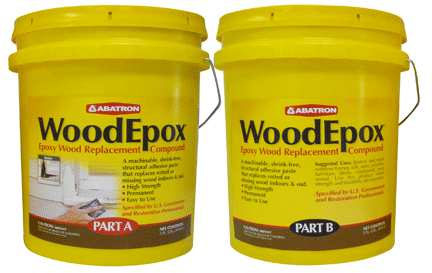 ABATRON
WoodEpox
Epoxy Wood Replacement Compound
A machinable, shrink-free,
structural adhesive paste
that replaces rotted or
missing wood indoors & out.
• High Strength
• Permanent
• Easy to Use
Specified by U.S. Government
and Restoration Professionals
PART A
ABATRON
WoodEpox
Epoxy Wood Replacement Compound
A machinable, shrink-free,
structural adhesive paste
that replaces rotted or
missing wood indoors & out.
• High Strength
• Permanent
• Easy to Use
Suggested Uses:
Specified by U.S. Government
and Restoration Professionals
PART B